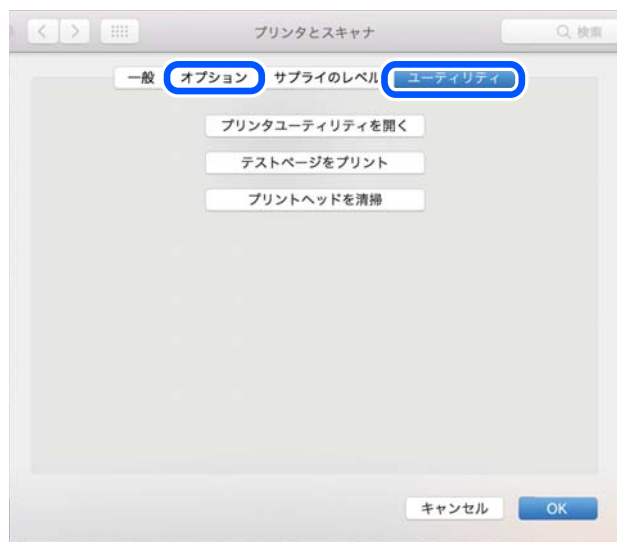 プリンタとスキャナ 検索
一般 オプション サプライのレベル ユーティリティ
プリンタユーティリティを開く
テストページをプリント
プリントヘッドを清掃
キャンセル OK